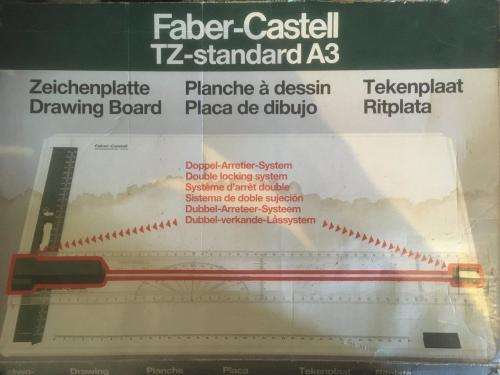 Faber-Castell
TZ-standard A3
Zeichenplatte Planche à dessin Tekenplaat
Drawing Board Placa de dibujo Ritplata
Faber-Castell
Doppel-Arretier-System
Double locking system
Système d'arrêt double
Sistema de doble sujeción
Dubbel-Arreteer-Systeem
Dubbel-verkande-Låssystem
Drawing Planche Placa Tekenplaat